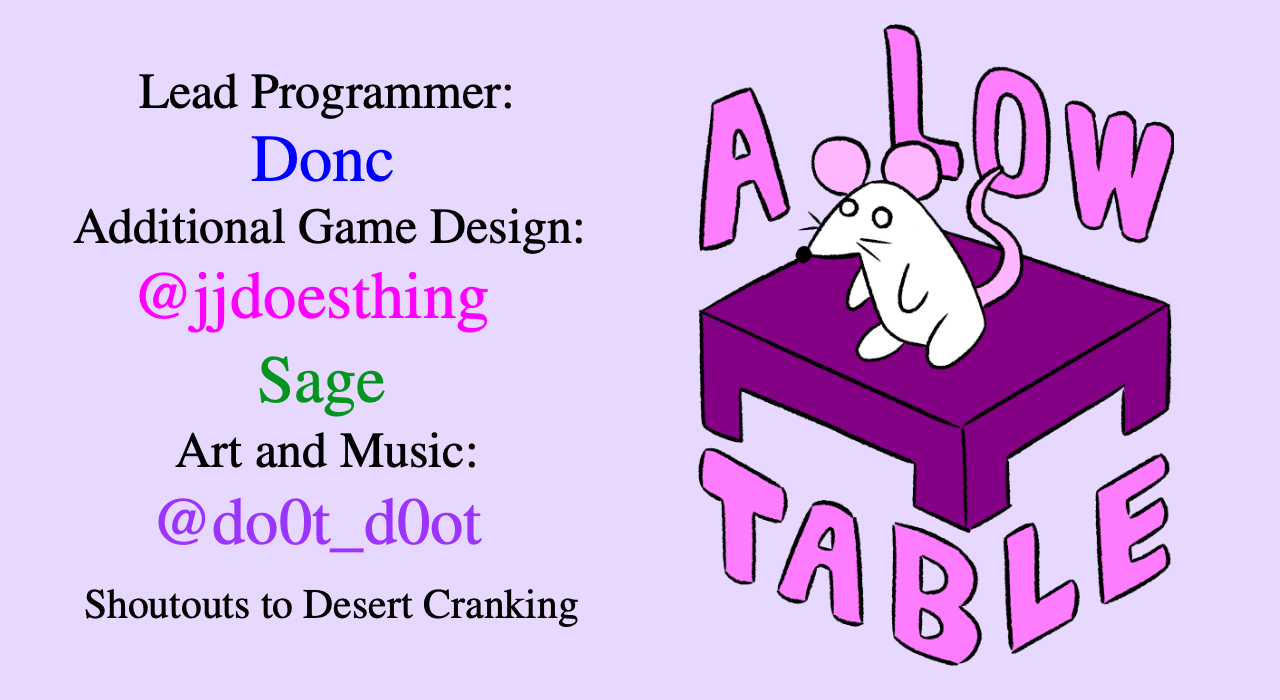 Lead Programmer:
Donc
Additional Game Design:
@jjdoesthing
Sage
Art and Music:
@do0t_d0ot
Shoutouts to Desert Cranking
A LOW
TABLE